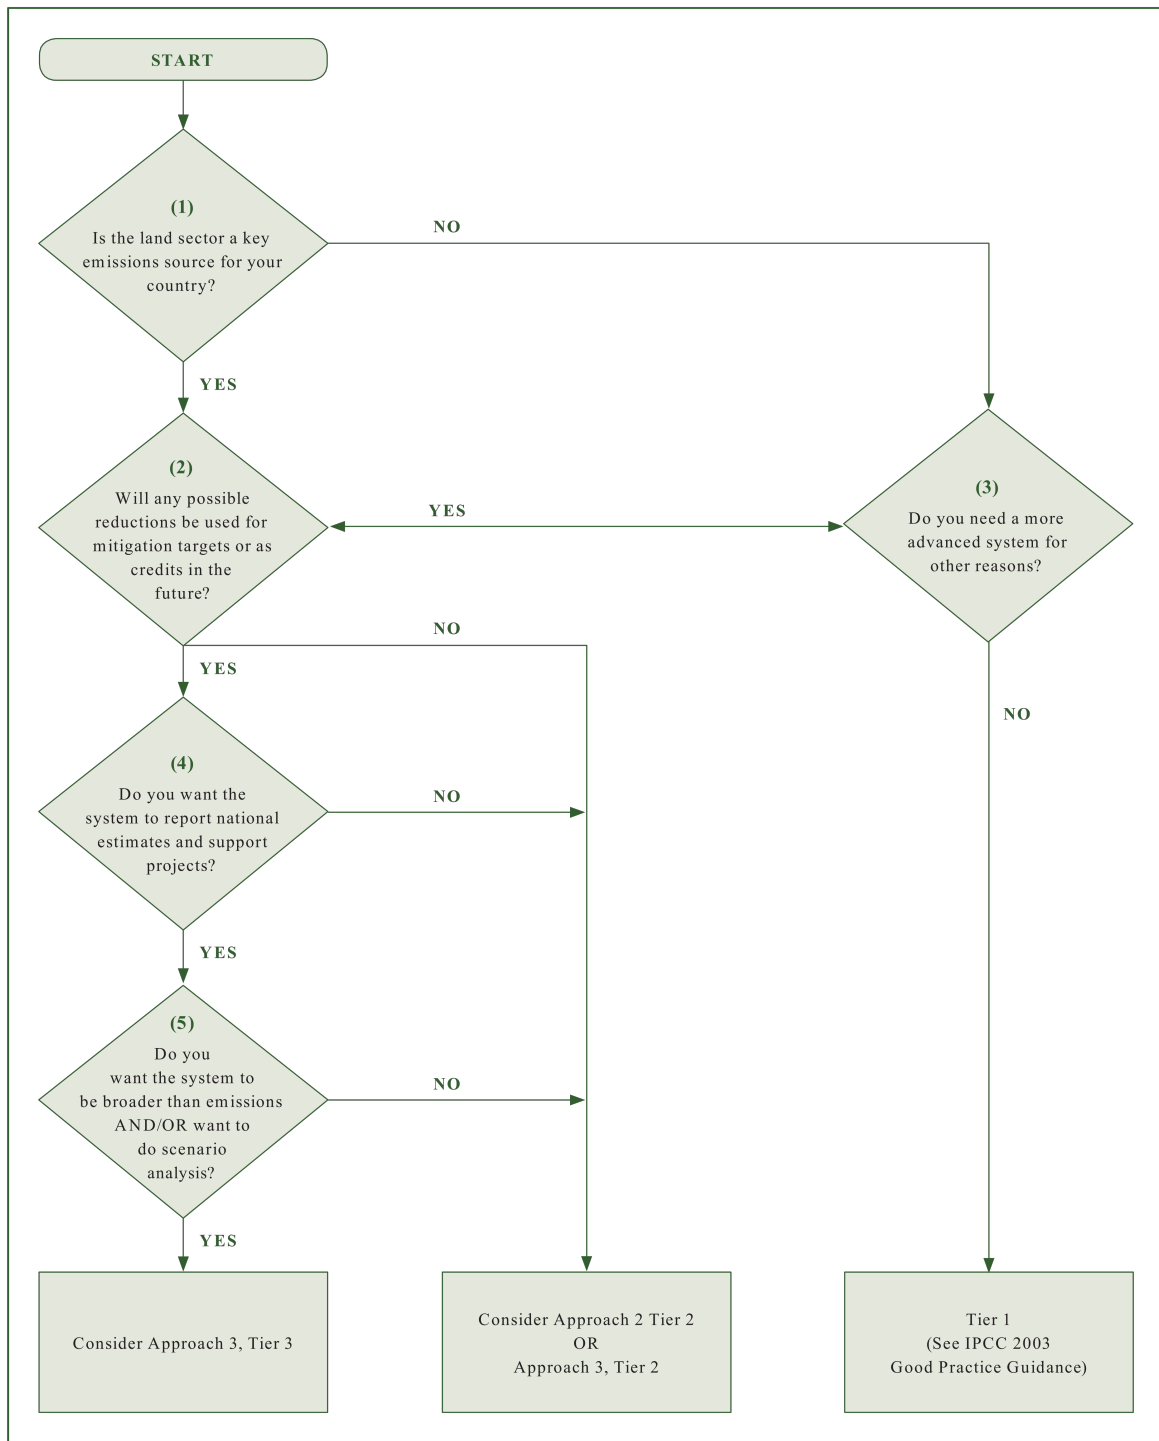 START
(1)
Is the land sector a key
emissions source for your
country?
NO
YES
(2)
Will any possible
reductions be used for
mitigation targets or as
credits in the
future?
YES
(3)
Do you need a more
advanced system for
other reasons?
NO
YES
NO
(4)
Do you want the
system to report national
estimates and support
projects?
NO
YES
(5)
Do you
want the system to
be broader than emissions
AND/OR want to
do scenario
analysis?
NO
YES
Consider Approach 3, Tier 3
Consider Approach 2 Tier 2
OR
Approach 3, Tier 2
Tier 1
(See IPCC 2003
Good Practice Guidance)